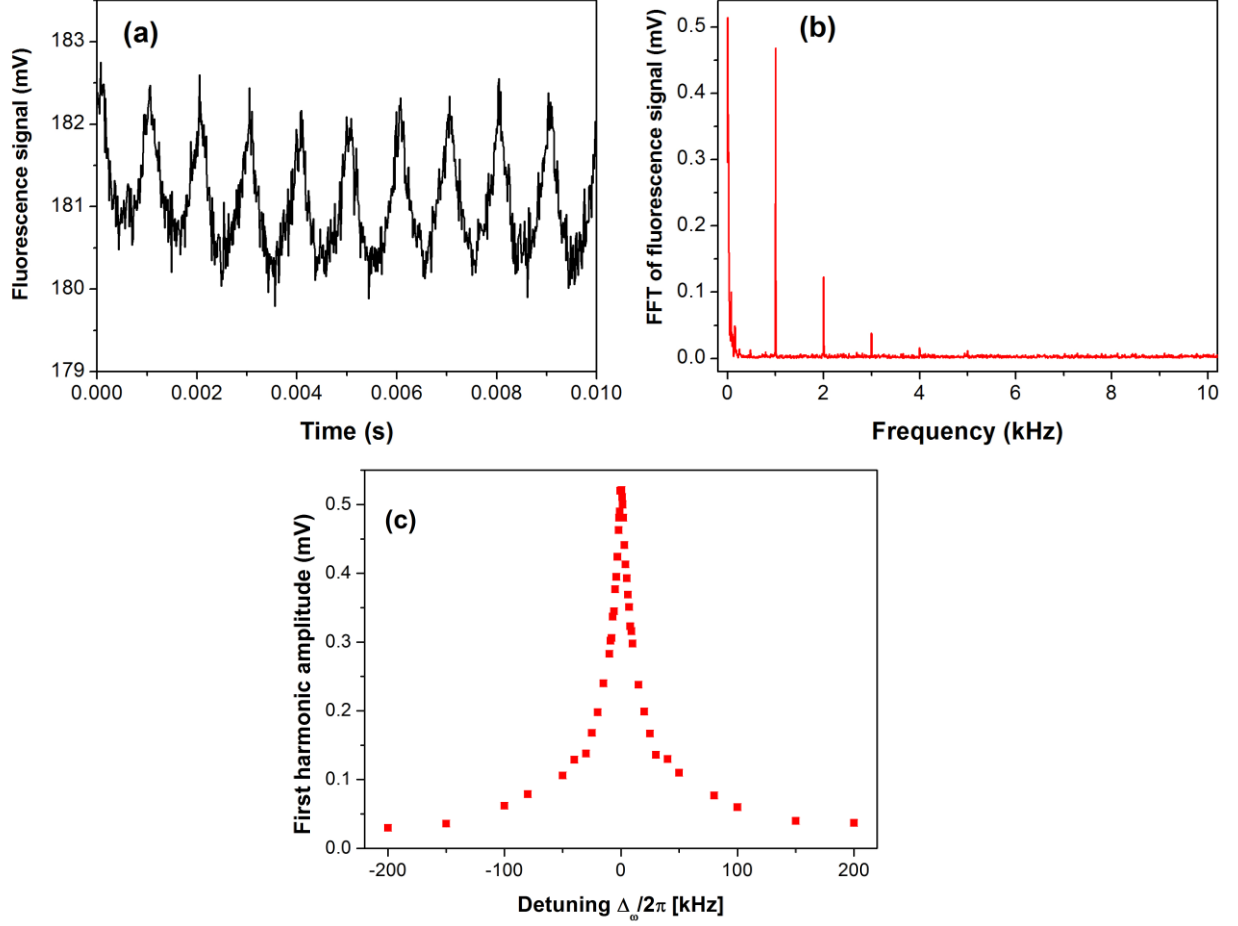 (a)
Fluorescence signal (mV)
183
182
181
180
179
0.000 0.002 0.004 0.006 0.008 0.010
Time (s)
(b)
FFT of fluorescence signal (mV)
0.5
0.4
0.3
0.2
0.1
0.0
0 2 4 6 8 10
Frequency (kHz)
(c)
First harmonic amplitude (mV)
0.5
0.4
0.3
0.2
0.1
0.0
-200 -100 0 100 200
Detuning Δω/2π [kHz]